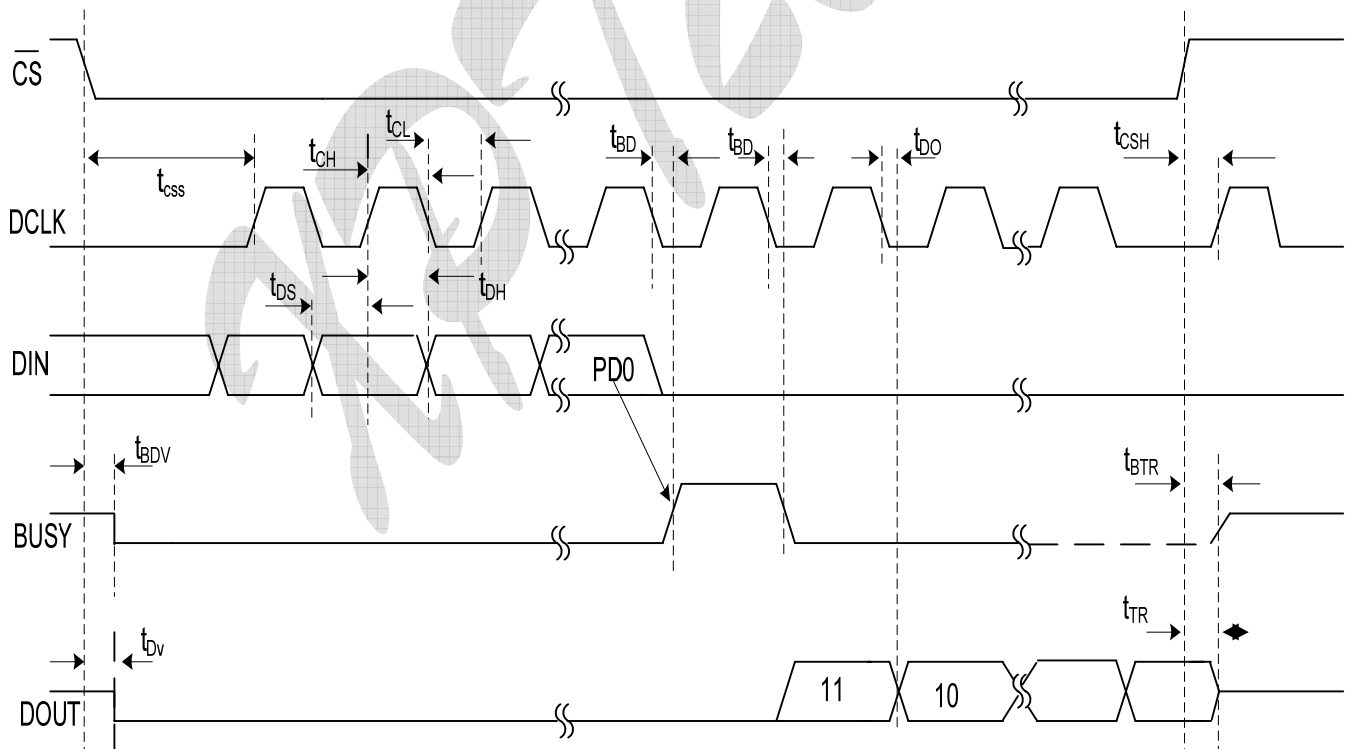 CS
tCSS
tCH
tCL
tBD
tBD
tDO
tCSH
DCLK
tDS
tDH
DIN
PD0
tBDV
tBTR
BUSY
tTR
tDv
DOUT
11
10